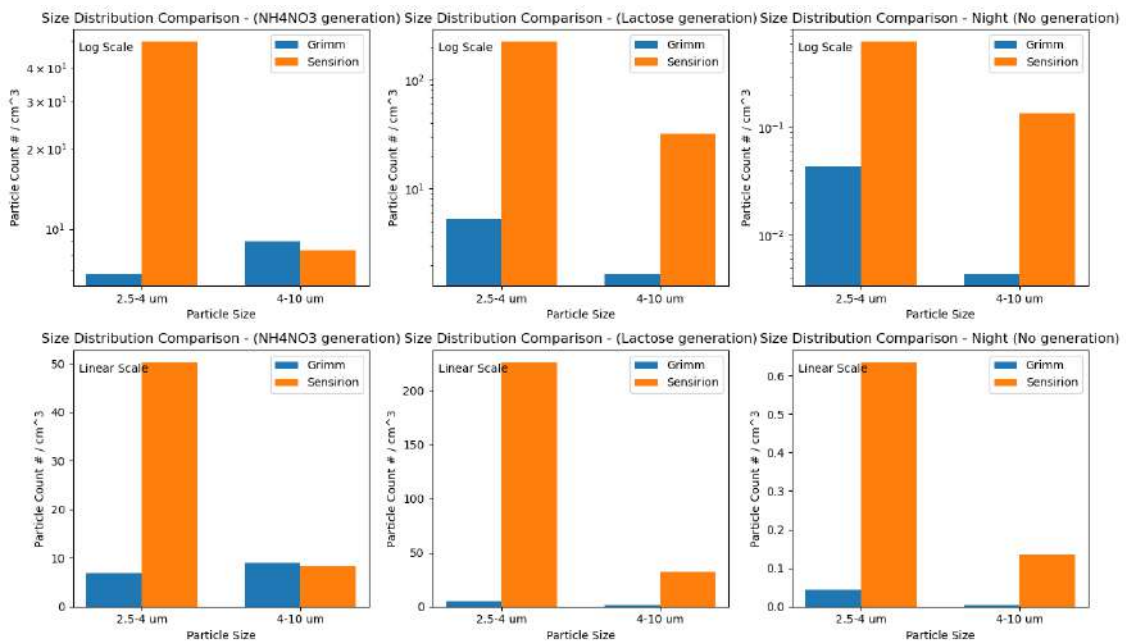 Size Distribution Comparison - (NH4NO3 generation)
Log Scale
Grimm
Sensirion
4 × 10^1
3 × 10^1
2 × 10^1
10^1
Particle Count # / cm^3
2.5-4 um
4-10 um
Particle Size
Size Distribution Comparison - (Lactose generation)
Log Scale
Grimm
Sensirion
10^2
10^1
Particle Count # / cm^3
2.5-4 um
4-10 um
Particle Size
Size Distribution Comparison - Night (No generation)
Log Scale
Grimm
Sensirion
10^-1
10^-2
Particle Count # / cm^3
2.5-4 um
4-10 um
Particle Size
Size Distribution Comparison - (NH4NO3 generation)
Linear Scale
Grimm
Sensirion
50
40
30
20
10
0
Particle Count # / cm^3
2.5-4 um
4-10 um
Particle Size
Size Distribution Comparison - (Lactose generation)
Linear Scale
Grimm
Sensirion
200
150
100
50
0
Particle Count # / cm^3
2.5-4 um
4-10 um
Particle Size
Size Distribution Comparison - Night (No generation)
Linear Scale
Grimm
Sensirion
0.6
0.5
0.4
0.3
0.2
0.1
0.0
Particle Count # / cm^3
2.5-4 um
4-10 um
Particle Size